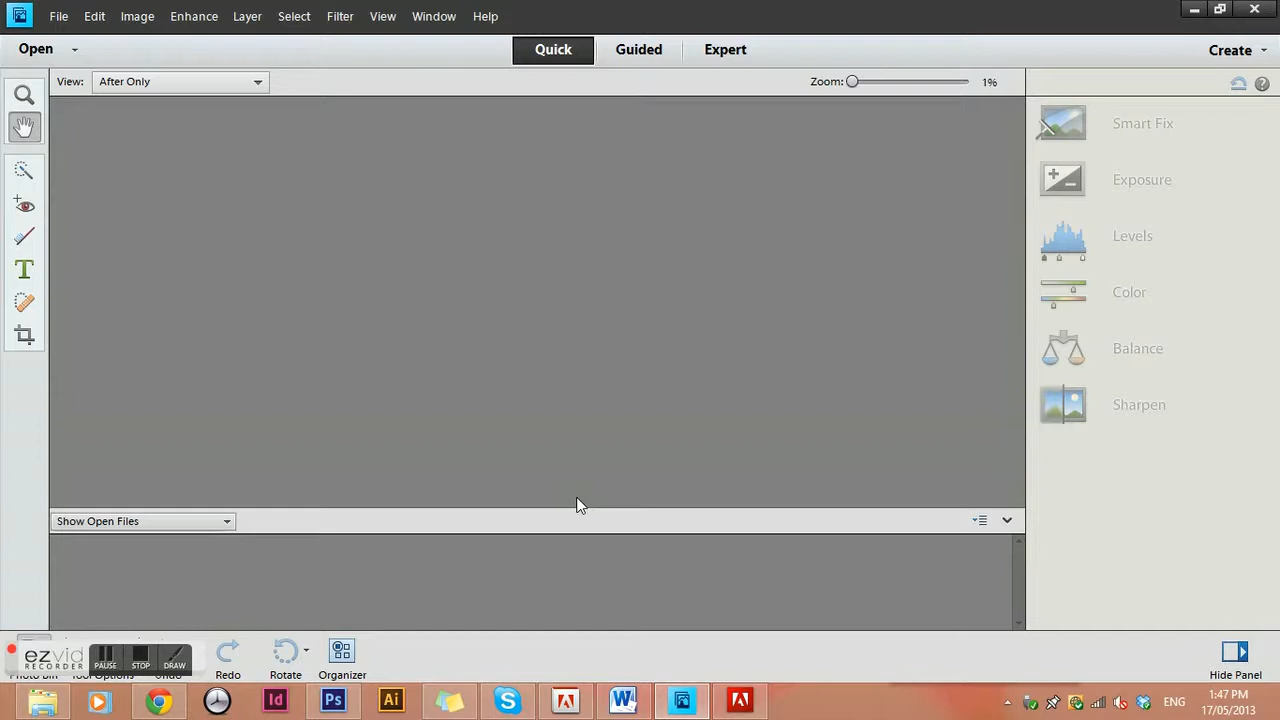 File Edit Image Enhance Layer Select Filter View Window Help
Open Quick Guided Expert Create
View: After Only Zoom: 1%
Smart Fix
Exposure
Levels
Color
Balance
Sharpen
Show Open Files
ezvid
RECORDER
PAUSE STOP DRAW
Redo Rotate Organizer Hide Panel
T
Id Ps Ai S W
ENG
1:47 PM
17/05/2013